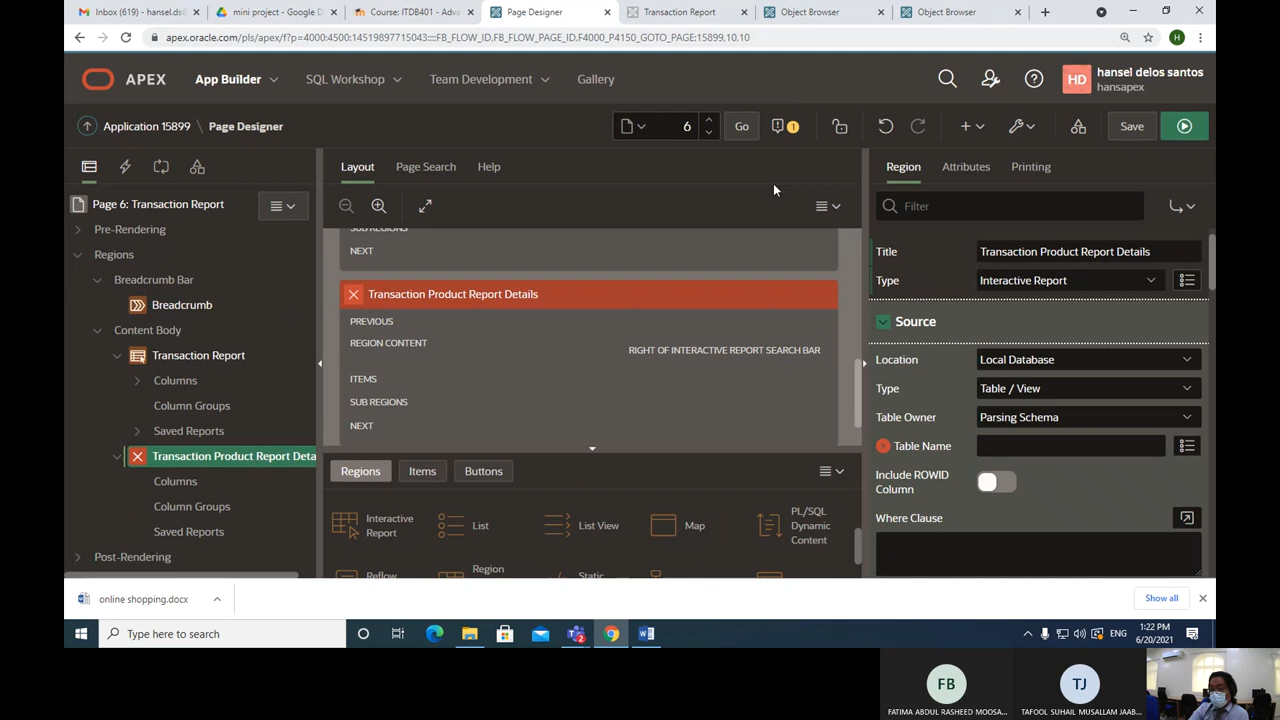 Inbox (619) - hansel.ds@
mini project - Google D
Course: ITDB401 - Adva
Page Designer
Transaction Report
Object Browser
Object Browser
apex.oracle.com/pls/apex/f?p=4000:4500:14519897715043::::FB_FLOW_ID,FB_FLOW_PAGE_ID,F4000_P4150_GOTO_PAGE:15899,10,10
H
APEX
App Builder
SQL Workshop
Team Development
Gallery
HD
hansel delos santos
hansapex
Application 15899
Page Designer
6
Go
1
Save
Layout
Page Search
Help
Region
Attributes
Printing
Page 6: Transaction Report
Filter
Pre-Rendering
Regions
Breadcrumb Bar
Breadcrumb
Content Body
Transaction Report
Columns
Column Groups
Saved Reports
Transaction Product Report Deta
Columns
Column Groups
Saved Reports
Post-Rendering
SUB REGIONS
NEXT
Transaction Product Report Details
PREVIOUS
REGION CONTENT
RIGHT OF INTERACTIVE REPORT SEARCH BAR
ITEMS
SUB REGIONS
NEXT
Regions
Items
Buttons
Interactive
Report
List
List View
Map
PL/SQL
Dynamic
Content
Reflow
Region
Static
Title
Transaction Product Report Details
Type
Interactive Report
Source
Location
Local Database
Type
Table / View
Table Owner
Parsing Schema
Table Name
Include ROWID
Column
Where Clause
online shopping.docx
Show all
Type here to search
2
ENG
1:22 PM
6/20/2021
FB
FATIMA ABDUL RASHEED MOOSA...
TJ
TAFOOL SUHAIL MUSALLAM JAAB...